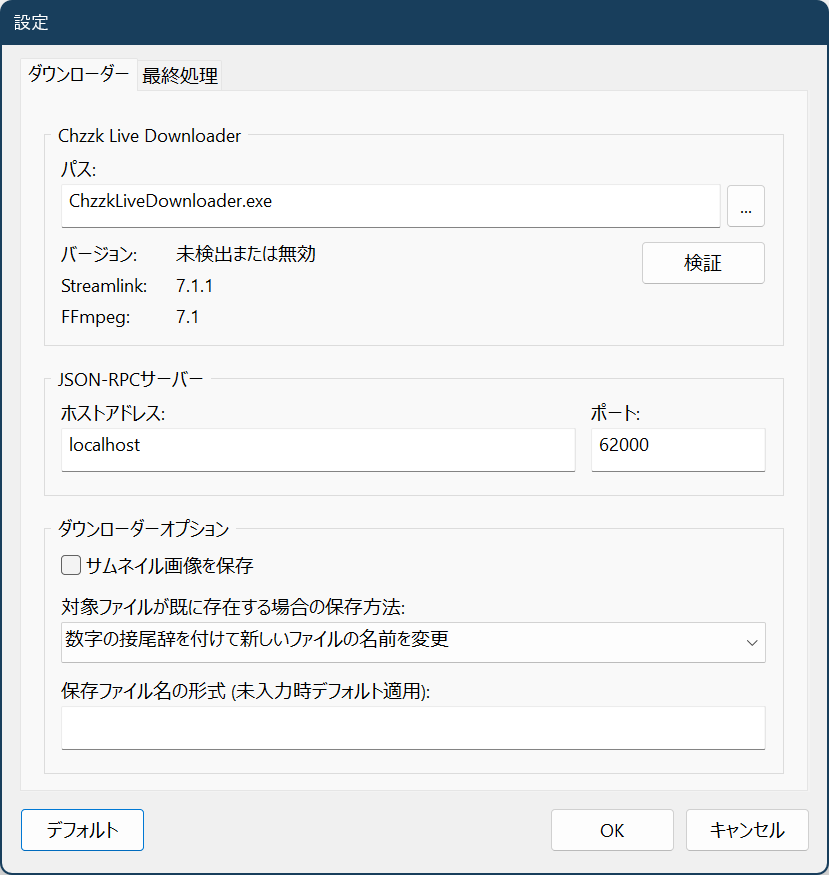 設定
ダウンローダー 最終処理
Chzzk Live Downloader
パス:
ChzzkLiveDownloader.exe ...
バージョン: 未検出または無効 検証
Streamlink: 7.1.1
FFmpeg: 7.1
JSON-RPCサーバー
ホストアドレス: ポート:
localhost 62000
ダウンローダーオプション
サムネイル画像を保存
対象ファイルが既に存在する場合の保存方法:
数字の接尾辞を付けて新しいファイルの名前を変更
保存ファイル名の形式 (未入力時デフォルト適用):
デフォルト OK キャンセル